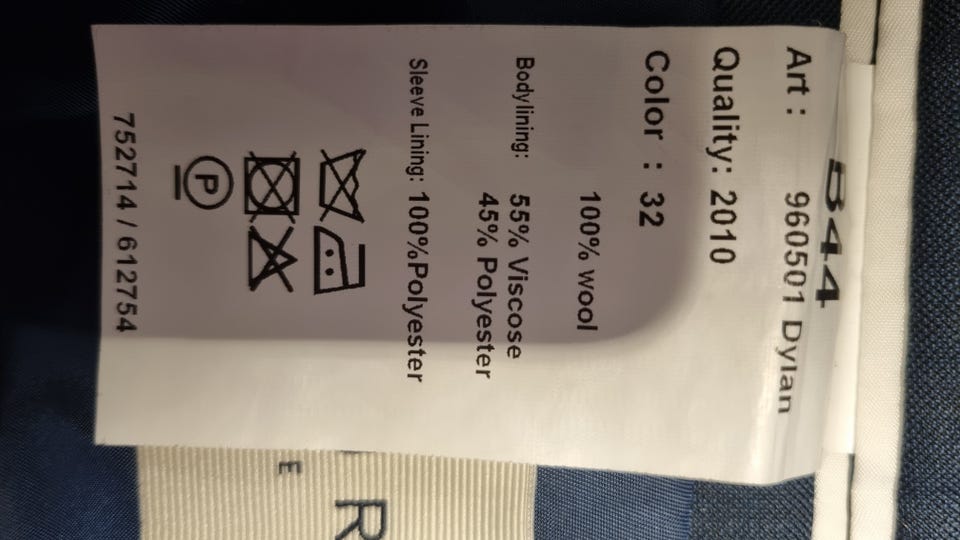 B44
Art : 960501 Dylan
Quality: 2010
Color : 32
100% wool
Bodylining: 55% Viscose
45% Polyester
Sleeve Lining: 100%Polyester
P
752714 / 612754
R
E